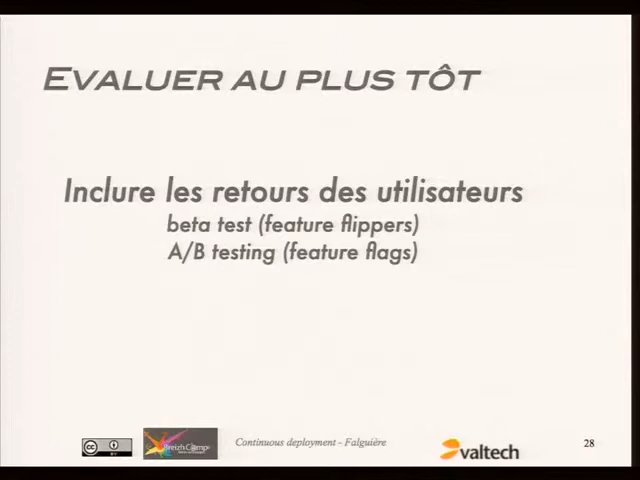 EVALUER AU PLUS TÔT
Inclure les retours des utilisateurs
beta test (feature flippers)
A/B testing (feature flags)
Continuous deployment - Falguière
valtech
28